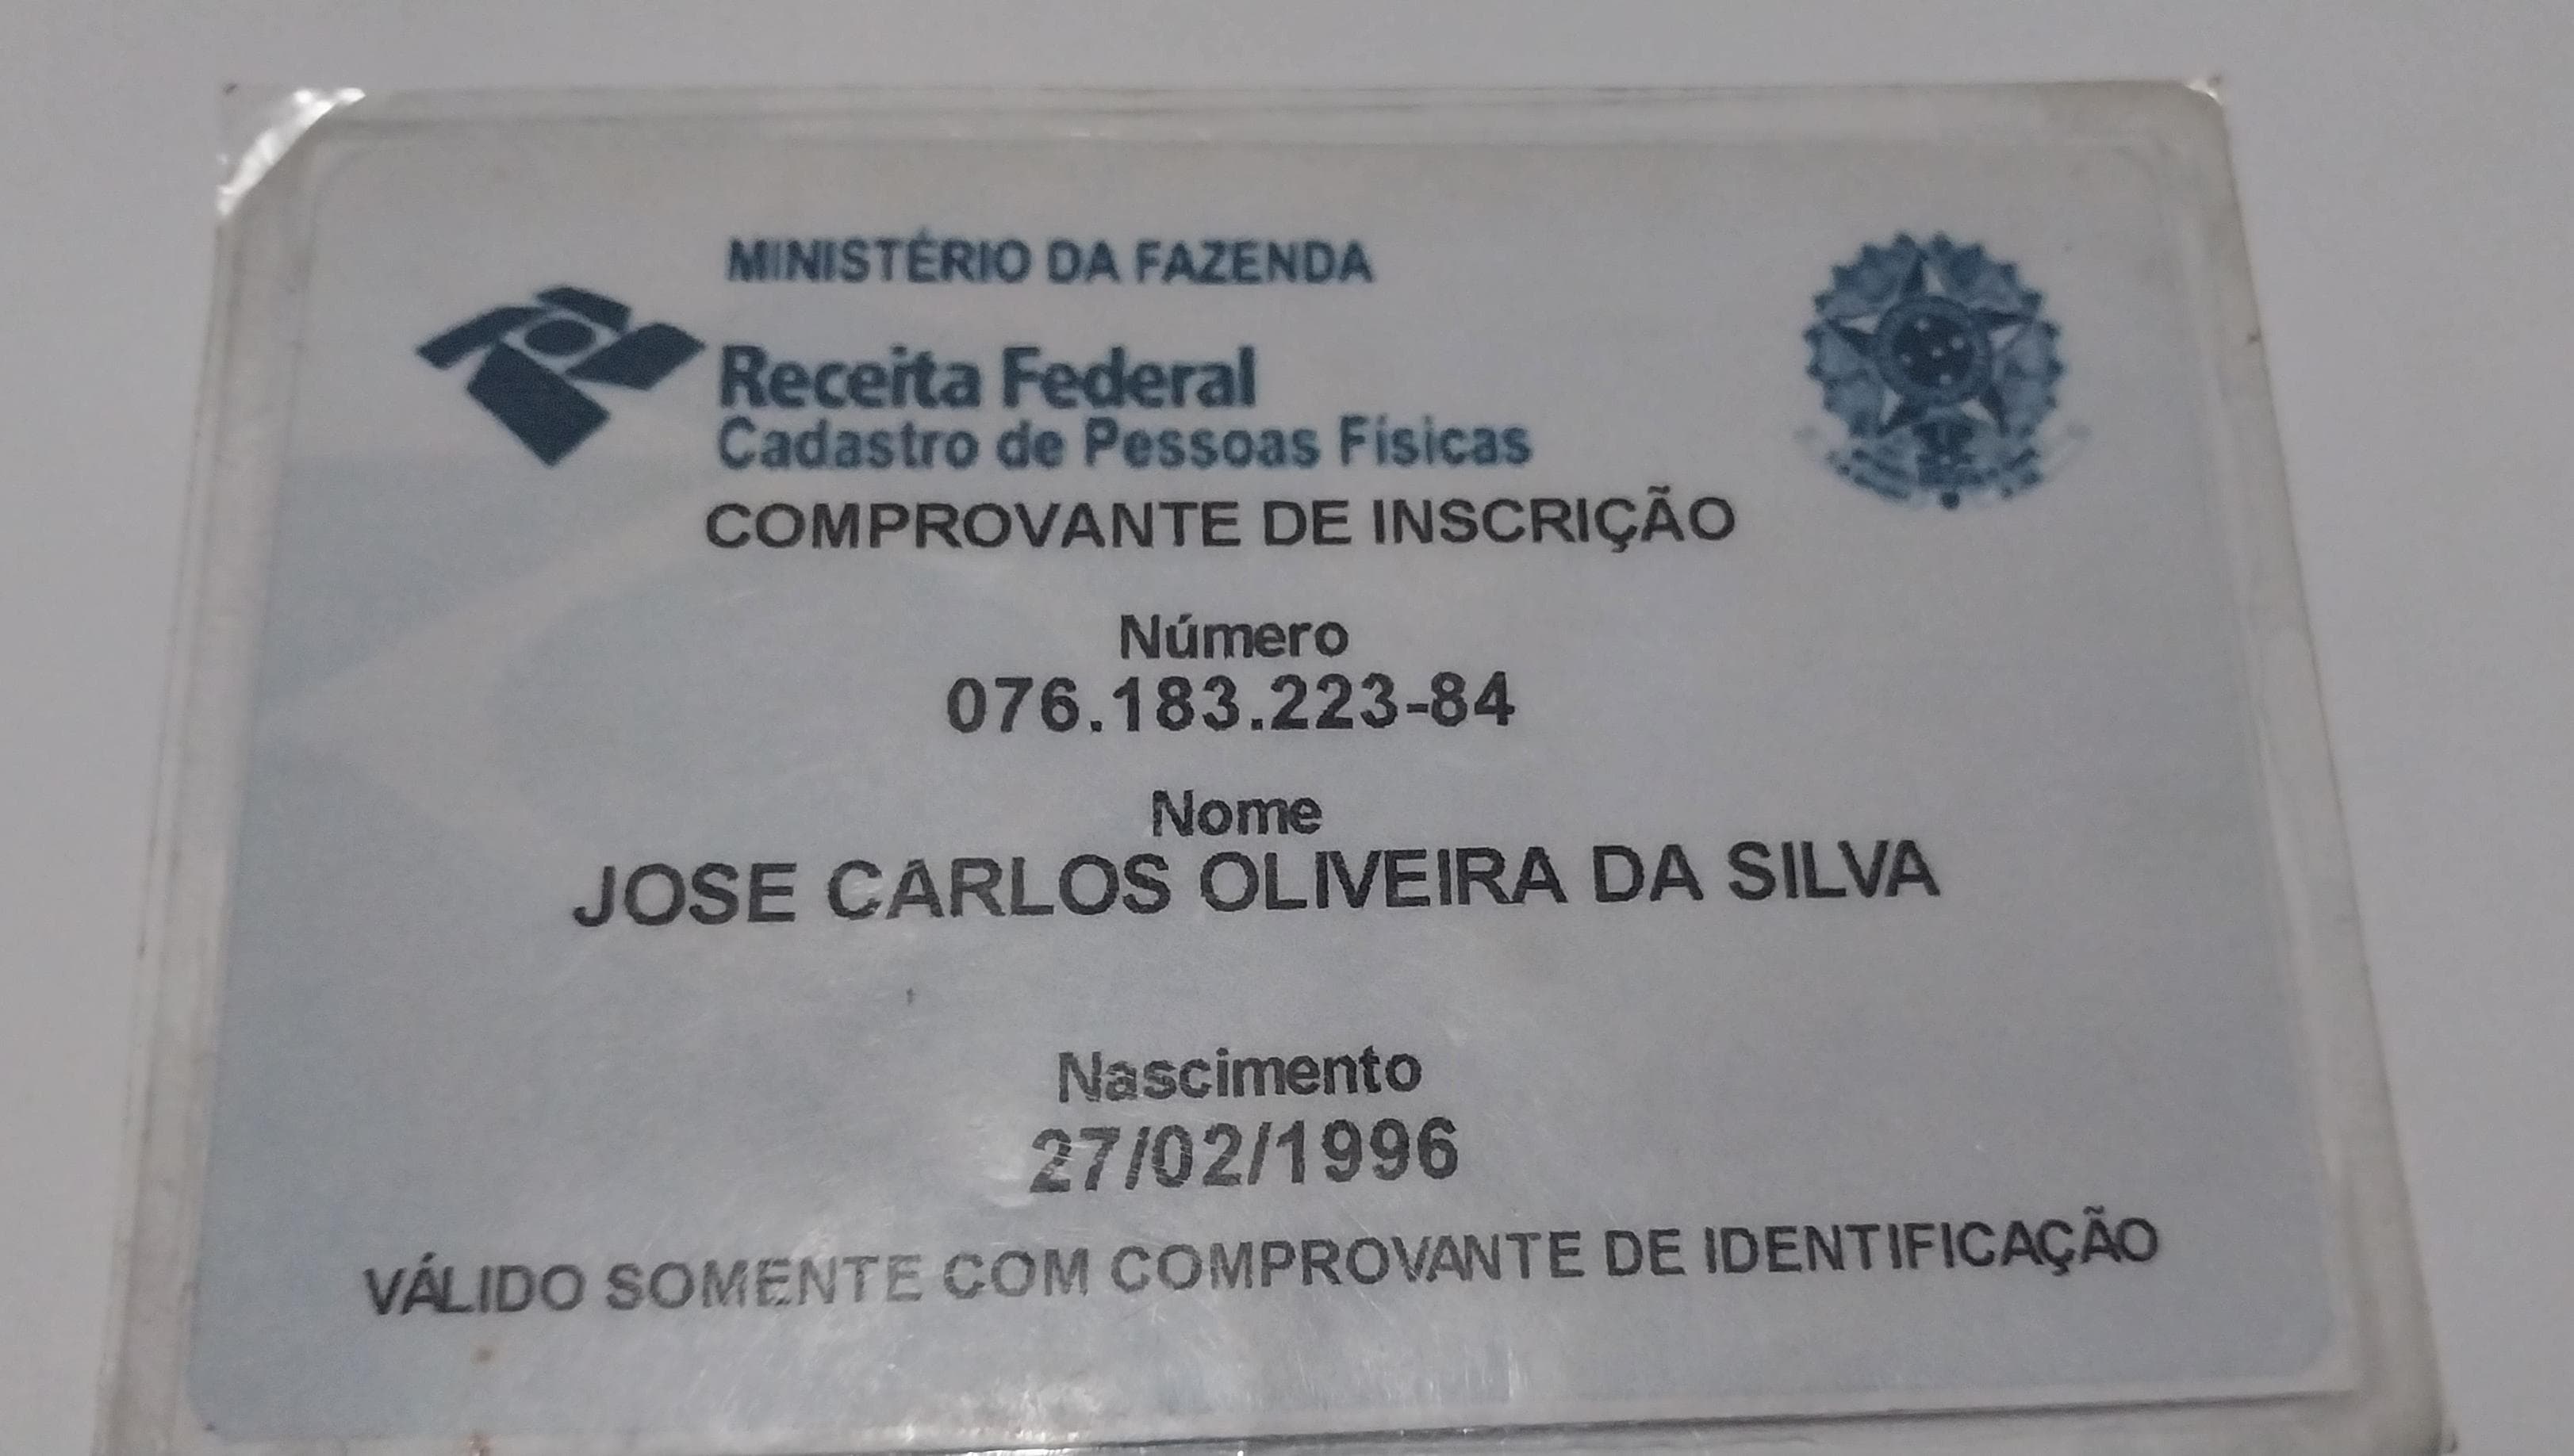 MINISTÉRIO DA FAZENDA
Receita Federal
Cadastro de Pessoas Físicas
COMPROVANTE DE INSCRIÇÃO
Número
076.183.223-84
Nome
JOSE CARLOS OLIVEIRA DA SILVA
Nascimento
27/02/1996
VÁLIDO SOMENTE COM COMPROVANTE DE IDENTIFICAÇÃO